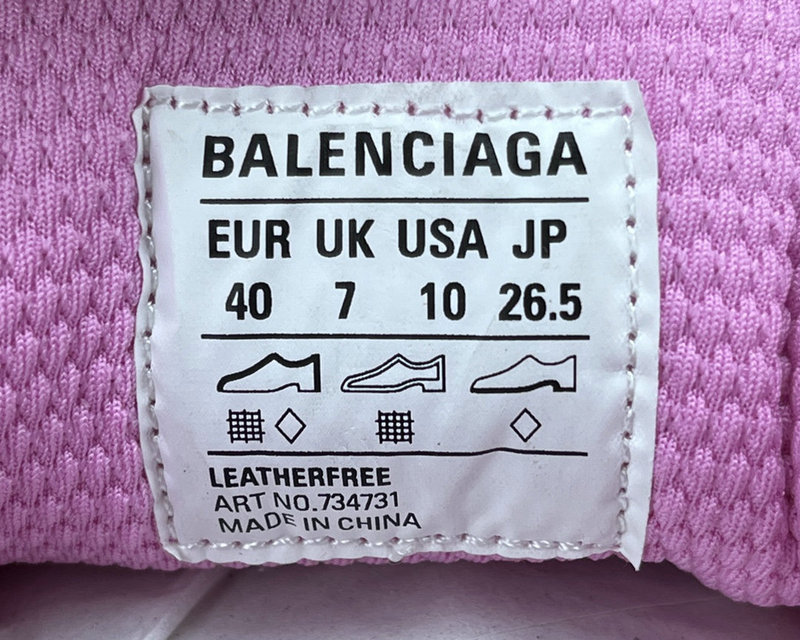 BALENCIAGA
EUR UK USA JP
40 7 10 26.5
LEATHERFREE
ART NO.734731
MADE IN CHINA